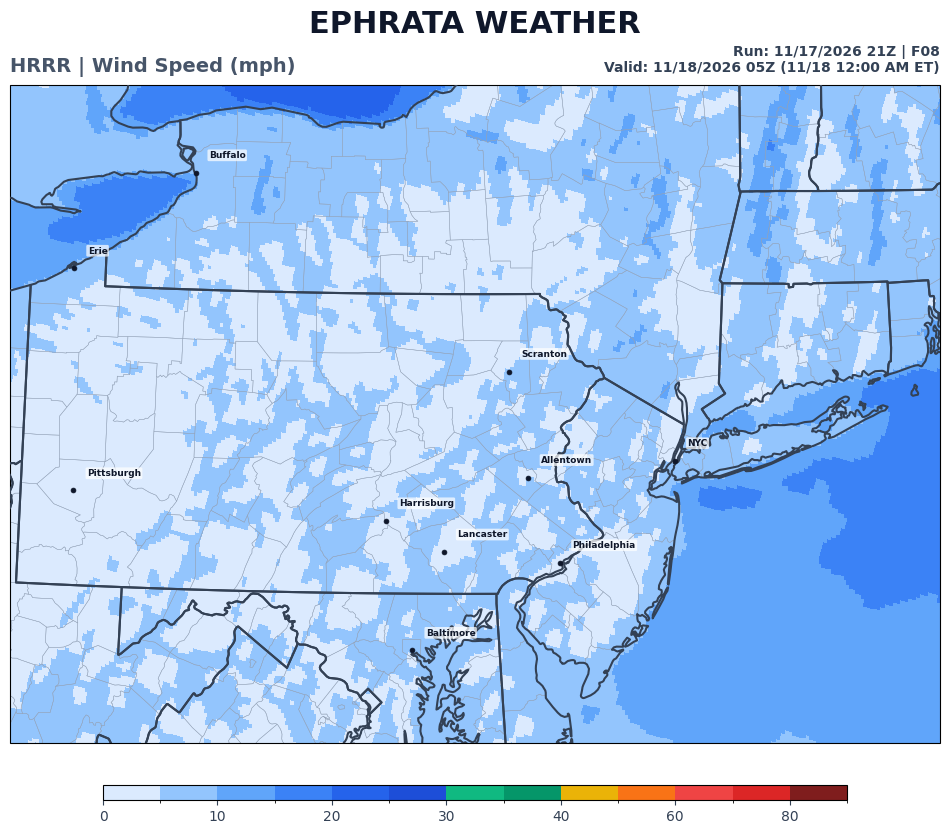 EPHRATA WEATHER
HRRR | Wind Speed (mph)
Run: 11/17/2026 21Z | F08
Valid: 11/18/2026 05Z (11/18 12:00 AM ET)
Buffalo
Erie
Scranton
NYC
Allentown
Pittsburgh
Harrisburg
Lancaster
Philadelphia
Baltimore
0 10 20 30 40 50 60 70 80